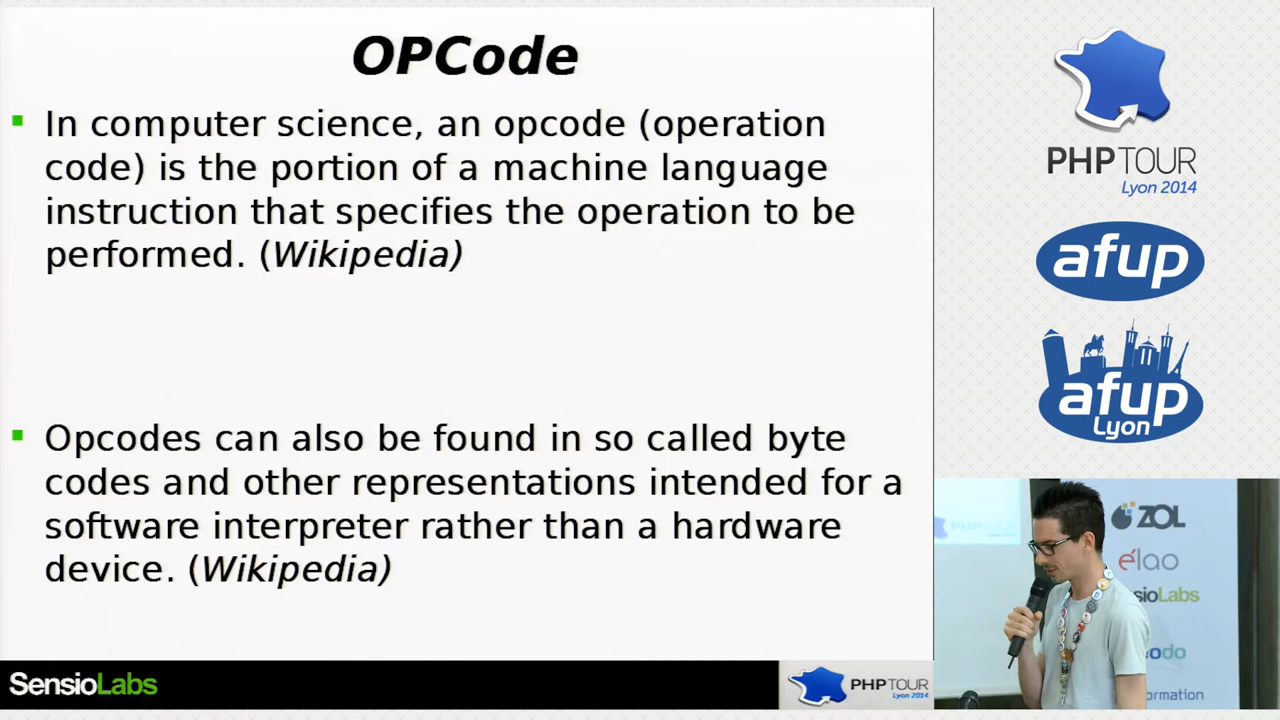 OPCode
In computer science, an opcode (operation
code) is the portion of a machine language
instruction that specifies the operation to be
performed. (Wikipedia)
Opcodes can also be found in so called byte
codes and other representations intended for a
software interpreter rather than a hardware
device. (Wikipedia)
SensioLabs
PHPTOUR
Lyon 2014
PHPTOUR
Lyon 2014
afup
afup
Lyon
PHPTOUR
ZOL
élao
sioLabs
odo
ormation